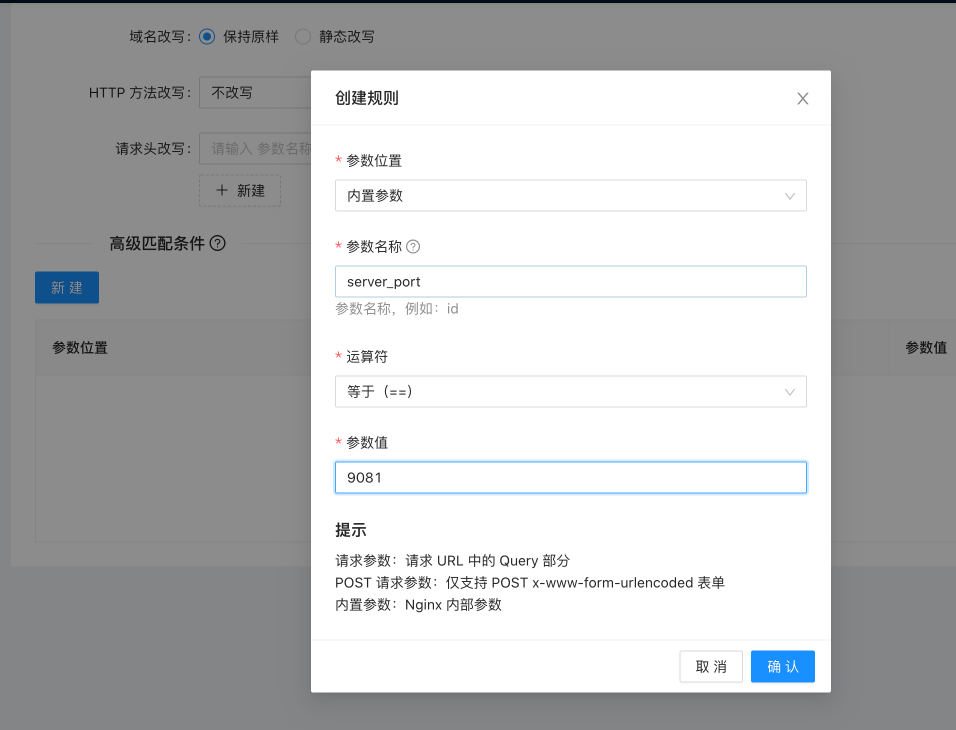 域名改写： 保持原样 静态改写
HTTP 方法改写： 不改写
请求头改写： 请输入 参数名称
+ 新建
高级匹配条件
新 建
参数位置
参数值
创建规则
* 参数位置
内置参数
* 参数名称
server_port
参数名称，例如：id
* 运算符
等于（==）
* 参数值
9081
提示
请求参数：请求 URL 中的 Query 部分
POST 请求参数：仅支持 POST x-www-form-urlencoded 表单
内置参数：Nginx 内部参数
取 消
确 认